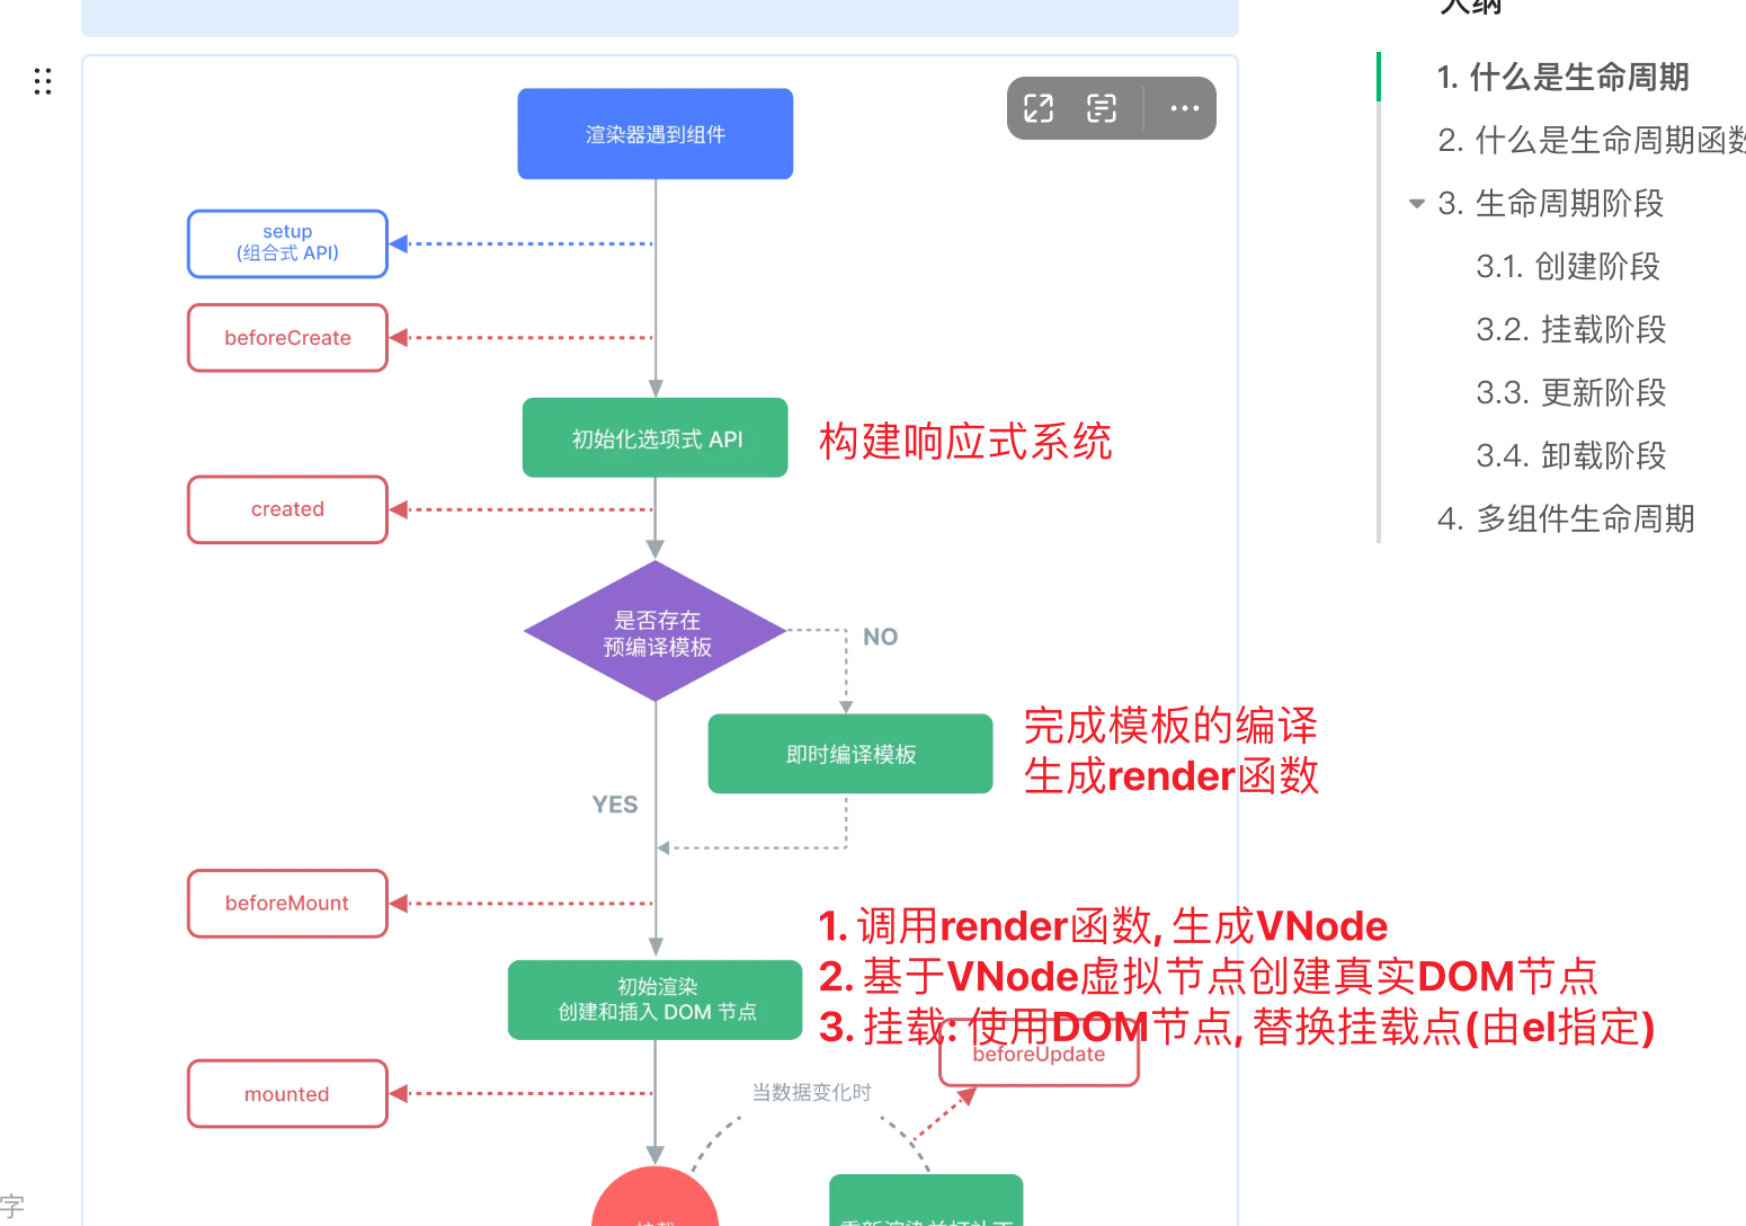 大纲
1. 什么是生命周期
2. 什么是生命周期函数
3. 生命周期阶段
3.1. 创建阶段
3.2. 挂载阶段
3.3. 更新阶段
3.4. 卸载阶段
4. 多组件生命周期
渲染器遇到组件
setup
(组合式 API)
beforeCreate
初始化选项式 API
构建响应式系统
created
是否存在
预编译模板
NO
即时编译模板
完成模板的编译
生成render函数
YES
beforeMount
初始渲染
创建和插入 DOM 节点
1. 调用render函数, 生成VNode
2. 基于VNode虚拟节点创建真实DOM节点
3. 挂载: 使用DOM节点, 替换挂载点(由el指定)
beforeUpdate
mounted
当数据变化时
字